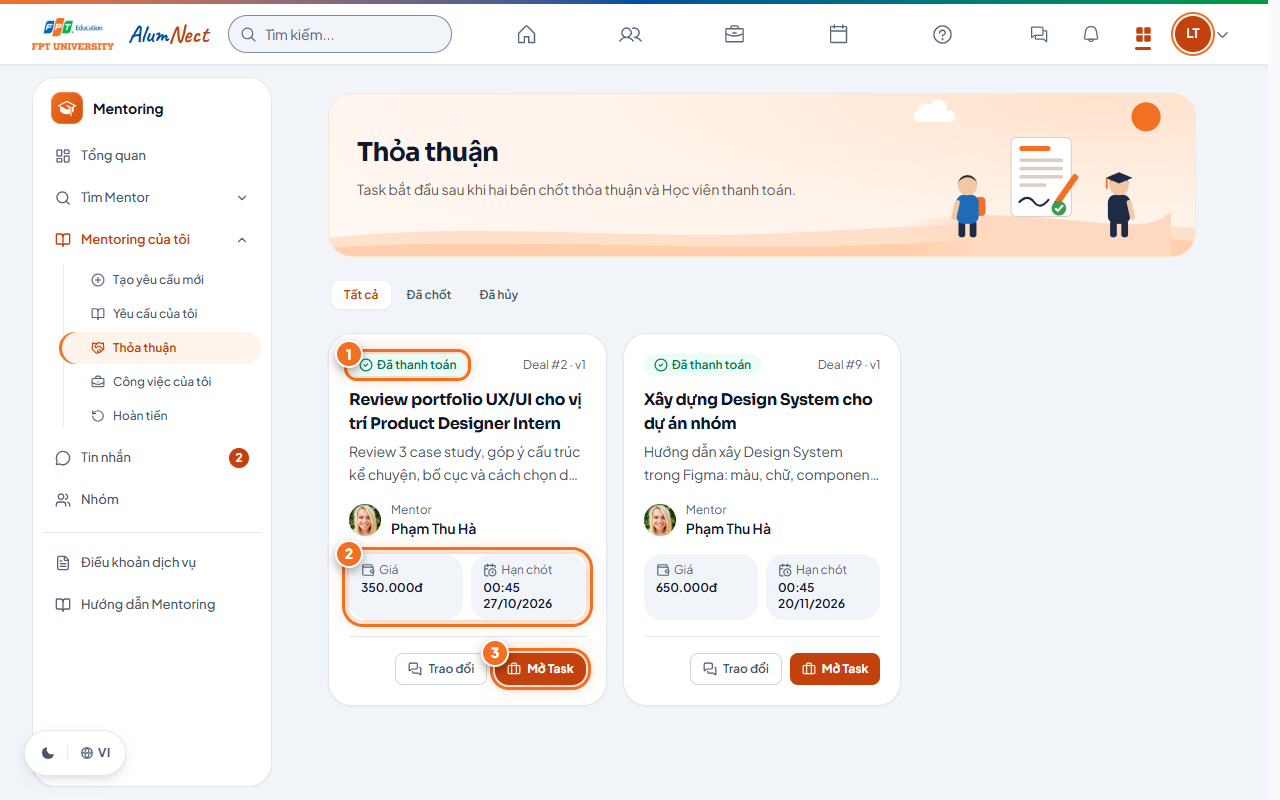 FPT Education
FPT UNIVERSITY
AlumNect
Tìm kiếm...
LT
Mentoring
Tổng quan
Tìm Mentor
Mentoring của tôi
Tạo yêu cầu mới
Yêu cầu của tôi
Thỏa thuận
Công việc của tôi
Hoàn tiền
Tin nhắn
2
Nhóm
Điều khoản dịch vụ
Hướng dẫn Mentoring
VI
Thỏa thuận
Task bắt đầu sau khi hai bên chốt thỏa thuận và Học viên thanh toán.
Tất cả
Đã chốt
Đã hủy
1
Đã thanh toán
Deal #2 · v1
Review portfolio UX/UI cho vị
trí Product Designer Intern
Review 3 case study, góp ý cấu trúc
kể chuyện, bố cục và cách chọn d...
Mentor
Phạm Thu Hà
2
Giá
350.000đ
Hạn chót
00:45
27/10/2026
Trao đổi
3
Mở Task
Đã thanh toán
Deal #9 · v1
Xây dựng Design System cho
dự án nhóm
Hướng dẫn xây Design System
trong Figma: màu, chữ, componen...
Mentor
Phạm Thu Hà
Giá
650.000đ
Hạn chót
00:45
20/11/2026
Trao đổi
Mở Task